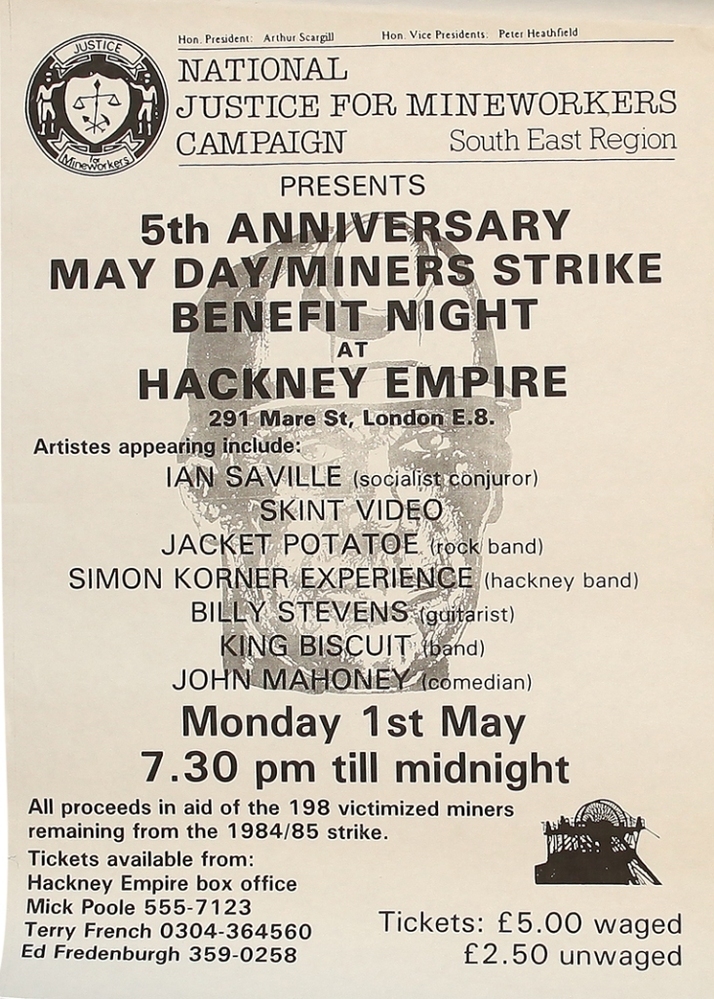 Hon. President: Arthur Scargill Hon. Vice Presidents: Peter Heathfield
JUSTICE
for
Mineworkers
NATIONAL
JUSTICE FOR MINEWORKERS
CAMPAIGN South East Region
PRESENTS
5th ANNIVERSARY
MAY DAY/MINERS STRIKE
BENEFIT NIGHT
AT
HACKNEY EMPIRE
291 Mare St, London E.8.
Artistes appearing include:
IAN SAVILLE (socialist conjuror)
SKINT VIDEO
JACKET POTATOE (rock band)
SIMON KORNER EXPERIENCE (hackney band)
BILLY STEVENS (guitarist)
KING BISCUIT (band)
JOHN MAHONEY (comedian)
Monday 1st May
7.30 pm till midnight
All proceeds in aid of the 198 victimized miners
remaining from the 1984/85 strike.
Tickets available from:
Hackney Empire box office
Mick Poole 555-7123
Terry French 0304-364560
Ed Fredenburgh 359-0258
Tickets: £5.00 waged
£2.50 unwaged